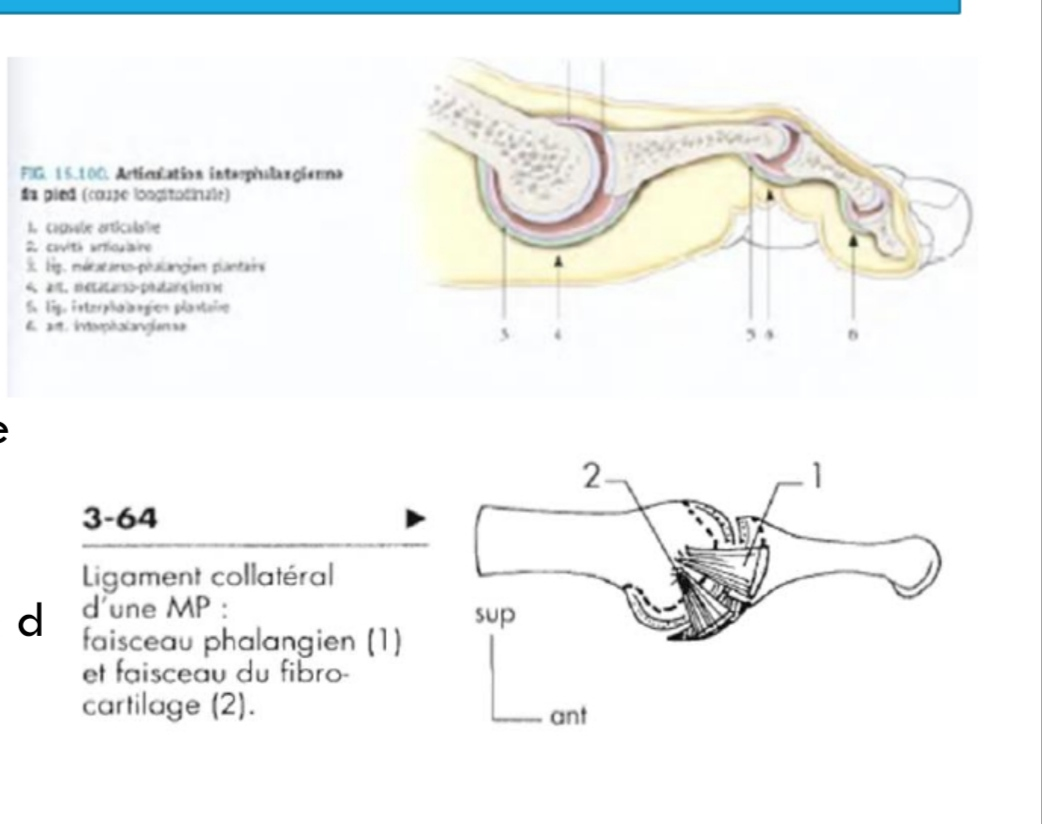 FIG. 15.100. Articulation interphalangienne
du pied (coupe longitudinale)
1. capsule articulaire
2. cavité articulaire
3. lig. métatarso-phalangien plantaire
4. art. métatarso-phalangienne
5. lig. interphalangien plantaire
6. art. interphalangienne
3 4 5 6 6
e
2 1
3-64
Ligament collatéral
d'une MP :
faisceau phalangien (1)
et faisceau du fibro-
cartilage (2).
d
sup
ant